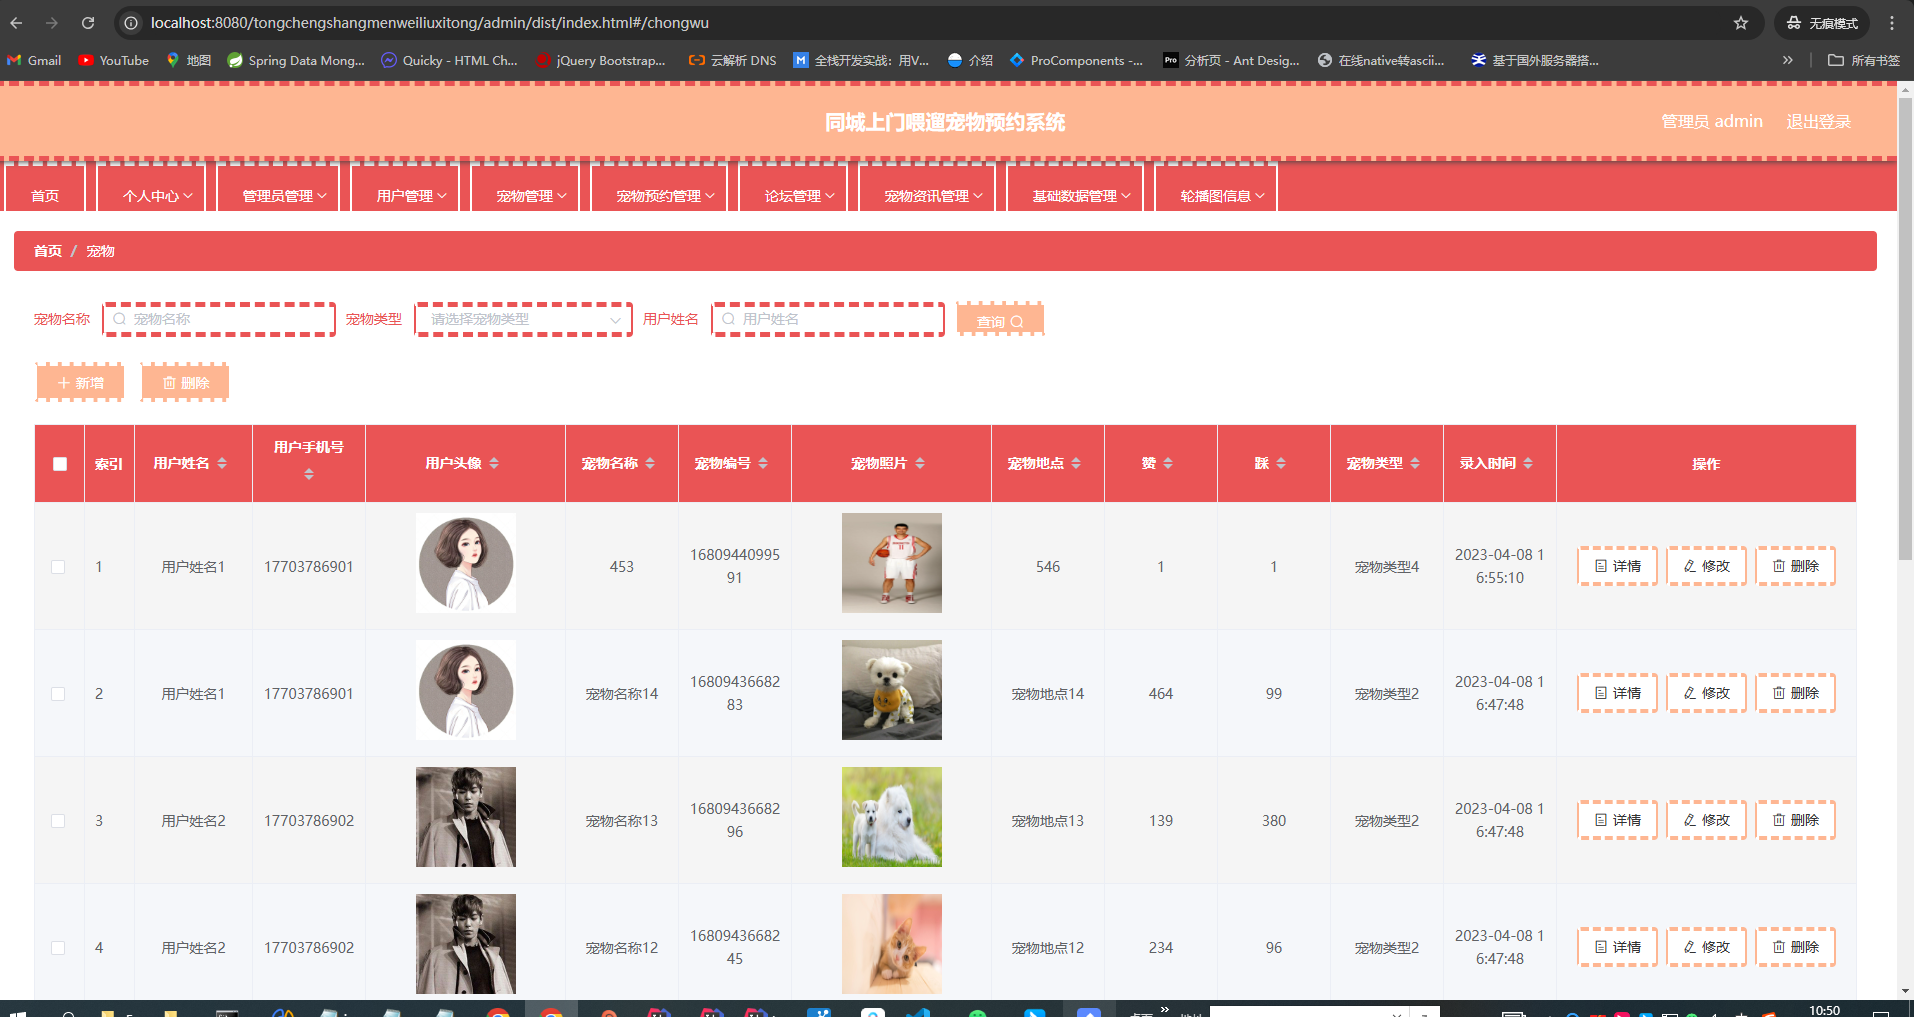 localhost:8080/tongchengshangmenweiliuxitong/admin/dist/index.html#/chongwu
无痕模式
Gmail YouTube 地图 Spring Data Mong... Quicky - HTML Ch... jQuery Bootstrap... 云解析 DNS 全栈开发实战：用V... 介绍 ProComponents -... 分析页 - Ant Desig... 在线native转ascii... 基于国外服务器搭... 所有书签
同城上门喂遛宠物预约系统
管理员 admin 退出登录
首页 个人中心 管理员管理 用户管理 宠物管理 宠物预约管理 论坛管理 宠物资讯管理 基础数据管理 轮播图信息
首页 / 宠物
宠物名称 宠物名称 宠物类型 请选择宠物类型 用户姓名 用户姓名 查询
新增 删除
索引 用户姓名 用户手机号 用户头像 宠物名称 宠物编号 宠物照片 宠物地点 赞 踩 宠物类型 录入时间 操作
1 用户姓名1 17703786901 453 16809440995 546 1 1 宠物类型4 2023-04-08 1 详情 修改 删除
91 6:55:10
2 用户姓名1 17703786901 宠物名称14 16809436682 宠物地点14 464 99 宠物类型2 2023-04-08 1 详情 修改 删除
83 6:47:48
3 用户姓名2 17703786902 宠物名称13 16809436682 宠物地点13 139 380 宠物类型2 2023-04-08 1 详情 修改 删除
96 6:47:48
4 用户姓名2 17703786902 宠物名称12 16809436682 宠物地点12 234 96 宠物类型2 2023-04-08 1 详情 修改 删除
45 6:47:48
10:50